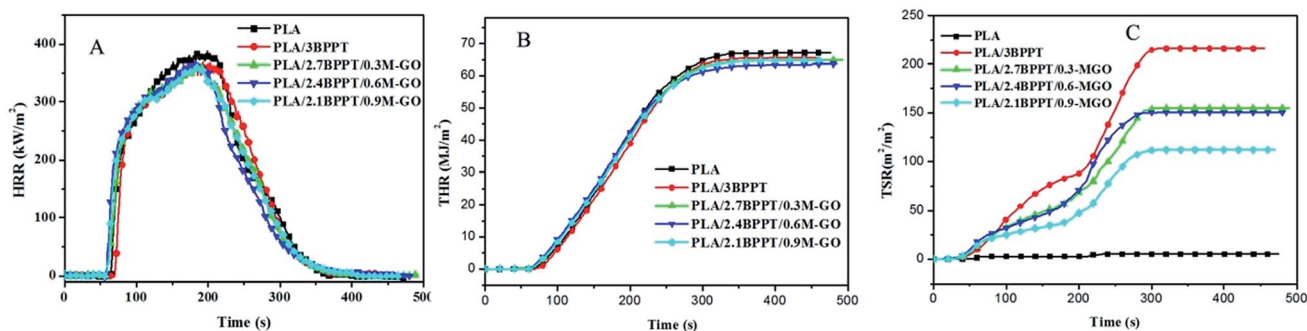 A
PLA
PLA/3BPPT
PLA/2.7BPPT/0.3M-GO
PLA/2.4BPPT/0.6M-GO
PLA/2.1BPPT/0.9M-GO
HRR (kW/m²)
400
300
200
100
0
0 100 200 300 400 500
Time (s)
B
PLA
PLA/3BPPT
PLA/2.7BPPT/0.3M-GO
PLA/2.4BPPT/0.6M-GO
PLA/2.1BPPT/0.9M-GO
THR (MJ/m²)
80
70
60
50
40
30
20
10
0
0 100 200 300 400 500
Time (s)
C
PLA
PLA/3BPPT
PLA/2.7BPPT/0.3-MGO
PLA/2.4BPPT/0.6-MGO
PLA/2.1BPPT/0.9-MGO
TSR(m²/m²)
250
200
150
100
50
0
0 100 200 300 400 500
Time (s)